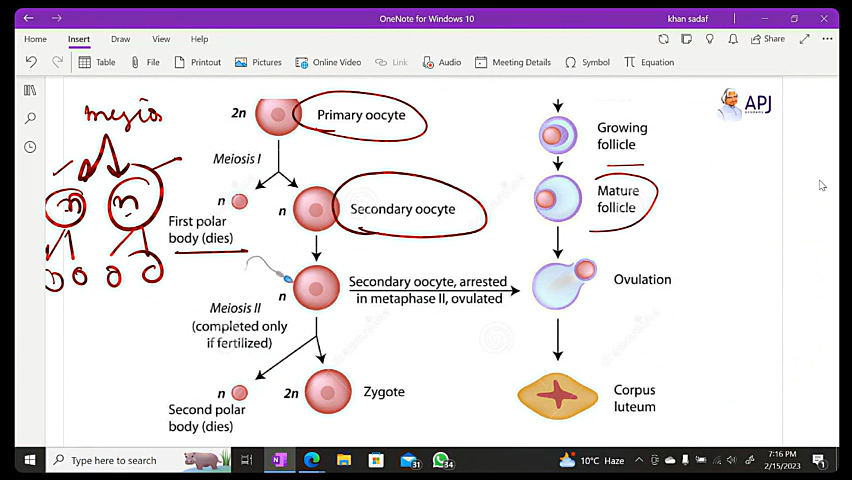 OneNote for Windows 10
khan sadaf
Home Insert Draw View Help
Share
Table File Printout Pictures Online Video Link Audio Meeting Details Symbol Equation
APJ
2n
Primary oocyte
Growing
follicle
Meiosis I
n
n
Secondary oocyte
Mature
follicle
n
n
First polar
body (dies)
Secondary oocyte, arrested
in metaphase II, ovulated
Ovulation
n
Meiosis II
(completed only
if fertilized)
n
2n
Zygote
Second polar
body (dies)
Corpus
luteum
Type here to search
31
34
10°C Haze
7:16 PM
2/15/2023
1